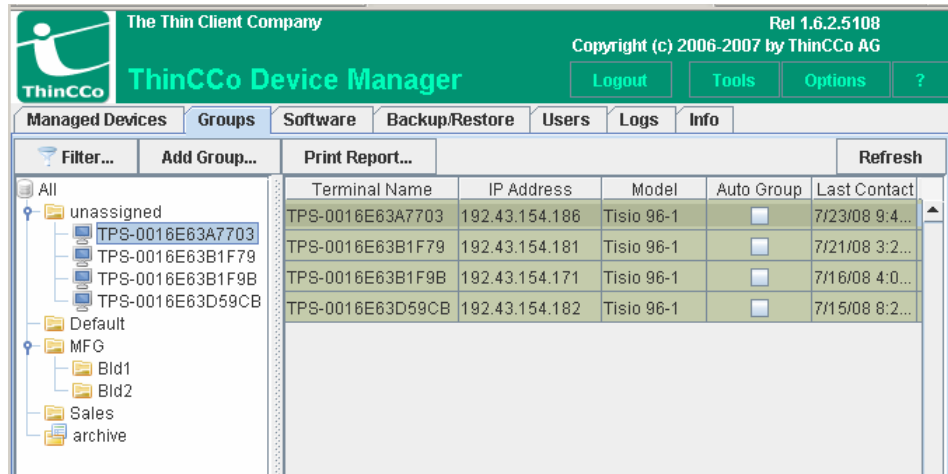 The Thin Client Company
Rel 1.6.2.5108
Copyright (c) 2006-2007 by ThinCCo AG
ThinCCo
ThinCCo Device Manager
Logout
Tools
Options
?
Managed Devices
Groups
Software
Backup/Restore
Users
Logs
Info
Filter...
Add Group...
Print Report...
Refresh
All
unassigned
TPS-0016E63A7703
TPS-0016E63B1F79
TPS-0016E63B1F9B
TPS-0016E63D59CB
Default
MFG
Bld1
Bld2
Sales
archive
Terminal Name IP Address Model Auto Group Last Contact
TPS-0016E63A7703 192.43.154.186 Tisio 96-1 7/23/08 9:4...
TPS-0016E63B1F79 192.43.154.181 Tisio 96-1 7/21/08 3:2...
TPS-0016E63B1F9B 192.43.154.171 Tisio 96-1 7/16/08 4:0...
TPS-0016E63D59CB 192.43.154.182 Tisio 96-1 7/15/08 8:2...